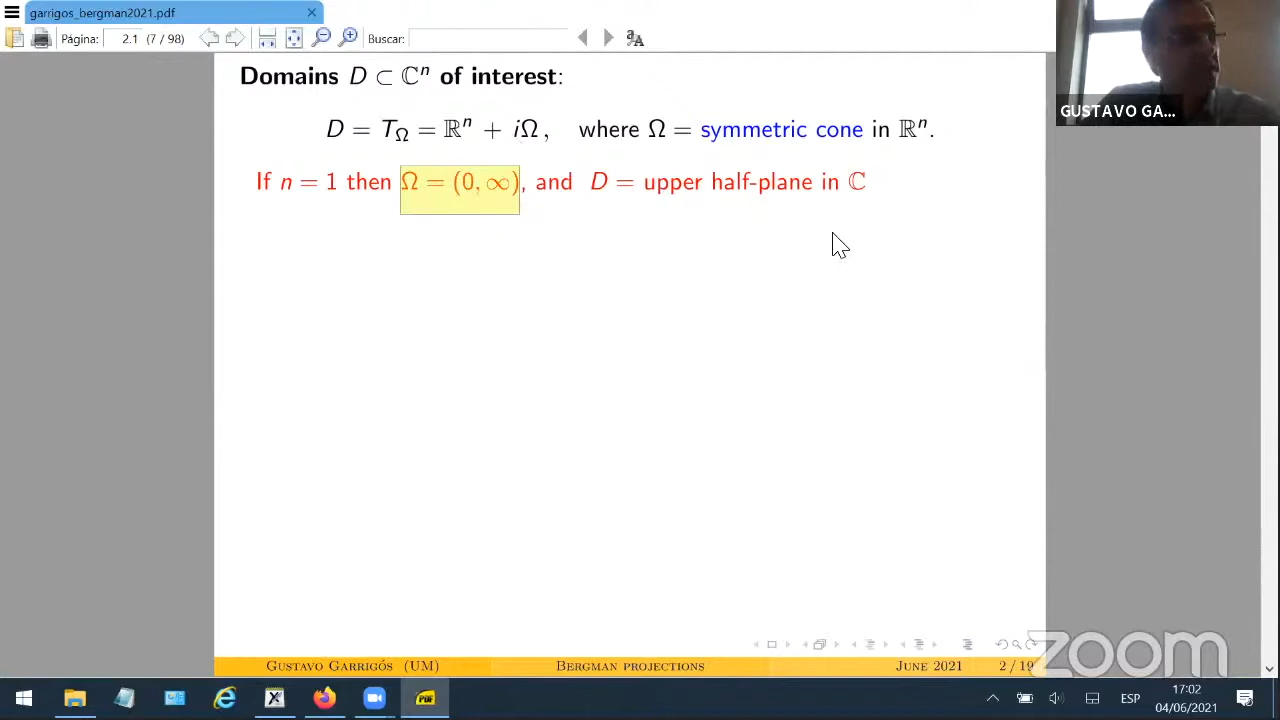 garrigos_bergman2021.pdf ×
Página: 2.1 (7 / 98) Buscar:
GUSTAVO GA...
Domains D ⊂ ℂⁿ of interest:
D = T_Ω = ℝⁿ + iΩ , where Ω = symmetric cone in ℝⁿ.
If n = 1 then Ω = (0, ∞), and D = upper half-plane in ℂ
zoom
Gustavo Garrigós (UM) Bergman projections June 2021 2 / 19
ESP
17:02
04/06/2021